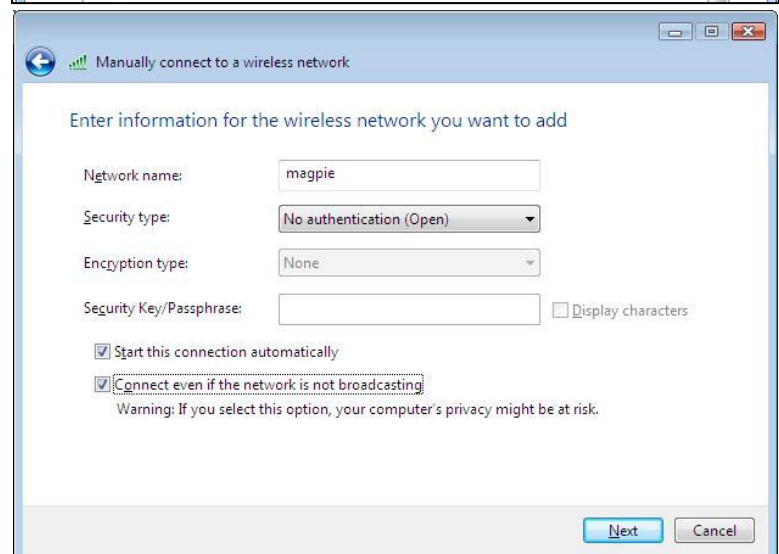 Manually connect to a wireless network
Enter information for the wireless network you want to add
Network name: magpie
Security type: No authentication (Open)
Encryption type: None
Security Key/Passphrase: Display characters
Start this connection automatically
Connect even if the network is not broadcasting
Warning: If you select this option, your computer's privacy might be at risk.
Next Cancel